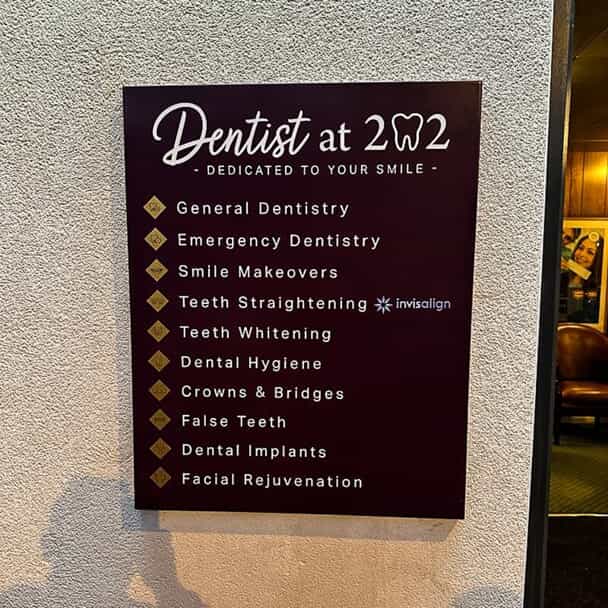 Dentist at 202
- DEDICATED TO YOUR SMILE -
General Dentistry
Emergency Dentistry
Smile Makeovers
Teeth Straightening invisalign
Teeth Whitening
Dental Hygiene
Crowns & Bridges
False Teeth
Dental Implants
Facial Rejuvenation